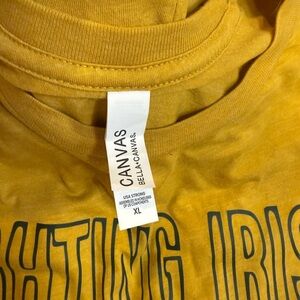 CANVAS
BELLA+CANVAS.
XL
HTING IRIS